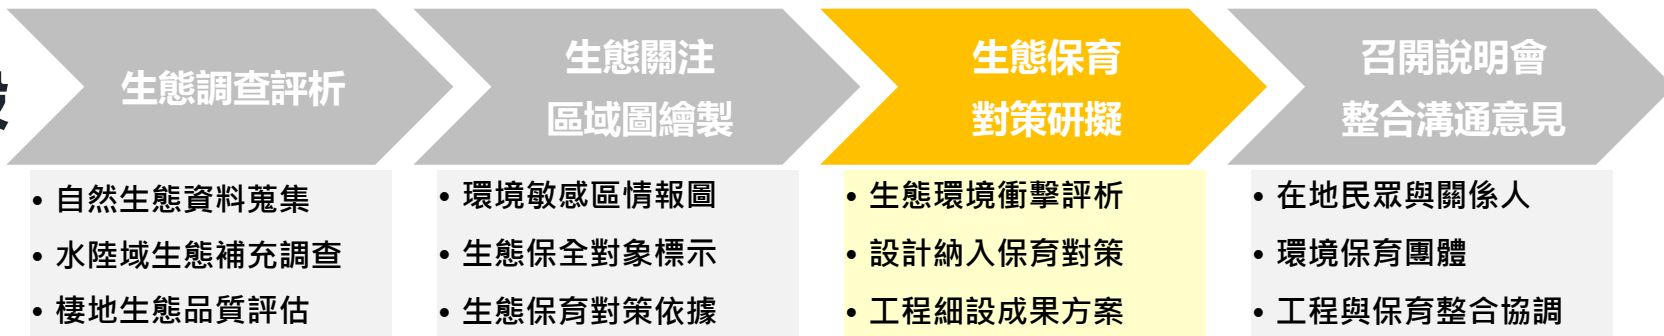 生態調查評析
• 自然生態資料蒐集
• 水陸域生態補充調查
• 棲地生態品質評估
生態關注
區域圖繪製
• 環境敏感區情報圖
• 生態保全對象標示
• 生態保育對策依據
生態保育
對策研擬
• 生態環境衝擊評析
• 設計納入保育對策
• 工程細設成果方案
召開說明會
整合溝通意見
• 在地民眾與關係人
• 環境保育團體
• 工程與保育整合協調